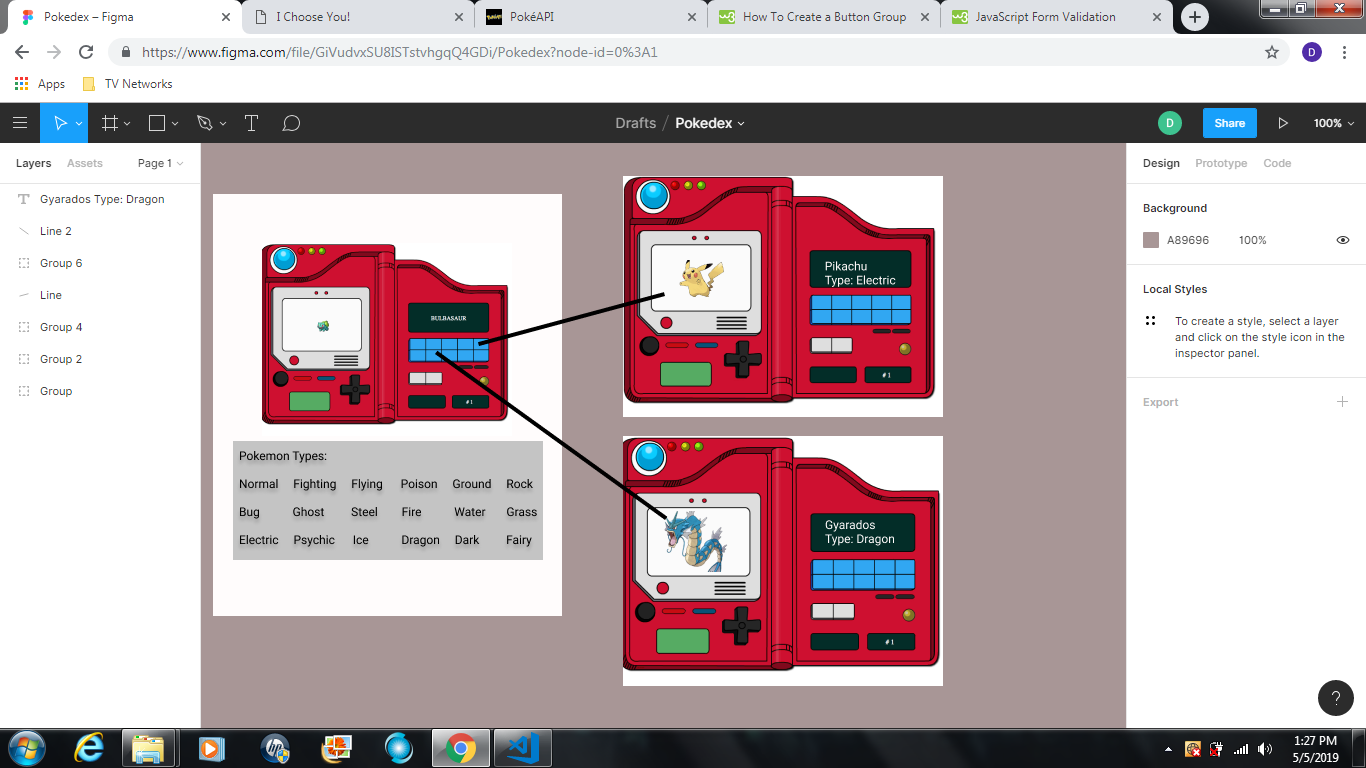 Pokedex – Figma
I Choose You!
PokéAPI
How To Create a Button Group
JavaScript Form Validation
https://www.figma.com/file/GiVudvxSU8ISTstvhgqQ4GDi/Pokedex?node-id=0%3A1
D
Apps
TV Networks
Drafts / Pokedex
D
Share
100%
Layers
Assets
Page 1
Gyarados Type: Dragon
Line 2
Group 6
Line
Group 4
Group 2
Group
BULBASAUR
# 1
Pokemon Types:
Normal Fighting Flying Poison Ground Rock
Bug Ghost Steel Fire Water Grass
Electric Psychic Ice Dragon Dark Fairy
Pikachu
Type: Electric
# 1
Gyarados
Type: Dragon
# 1
Design
Prototype
Code
Background
A89696 100%
Local Styles
To create a style, select a layer
and click on the style icon in the
inspector panel.
Export
?
1:27 PM
5/5/2019